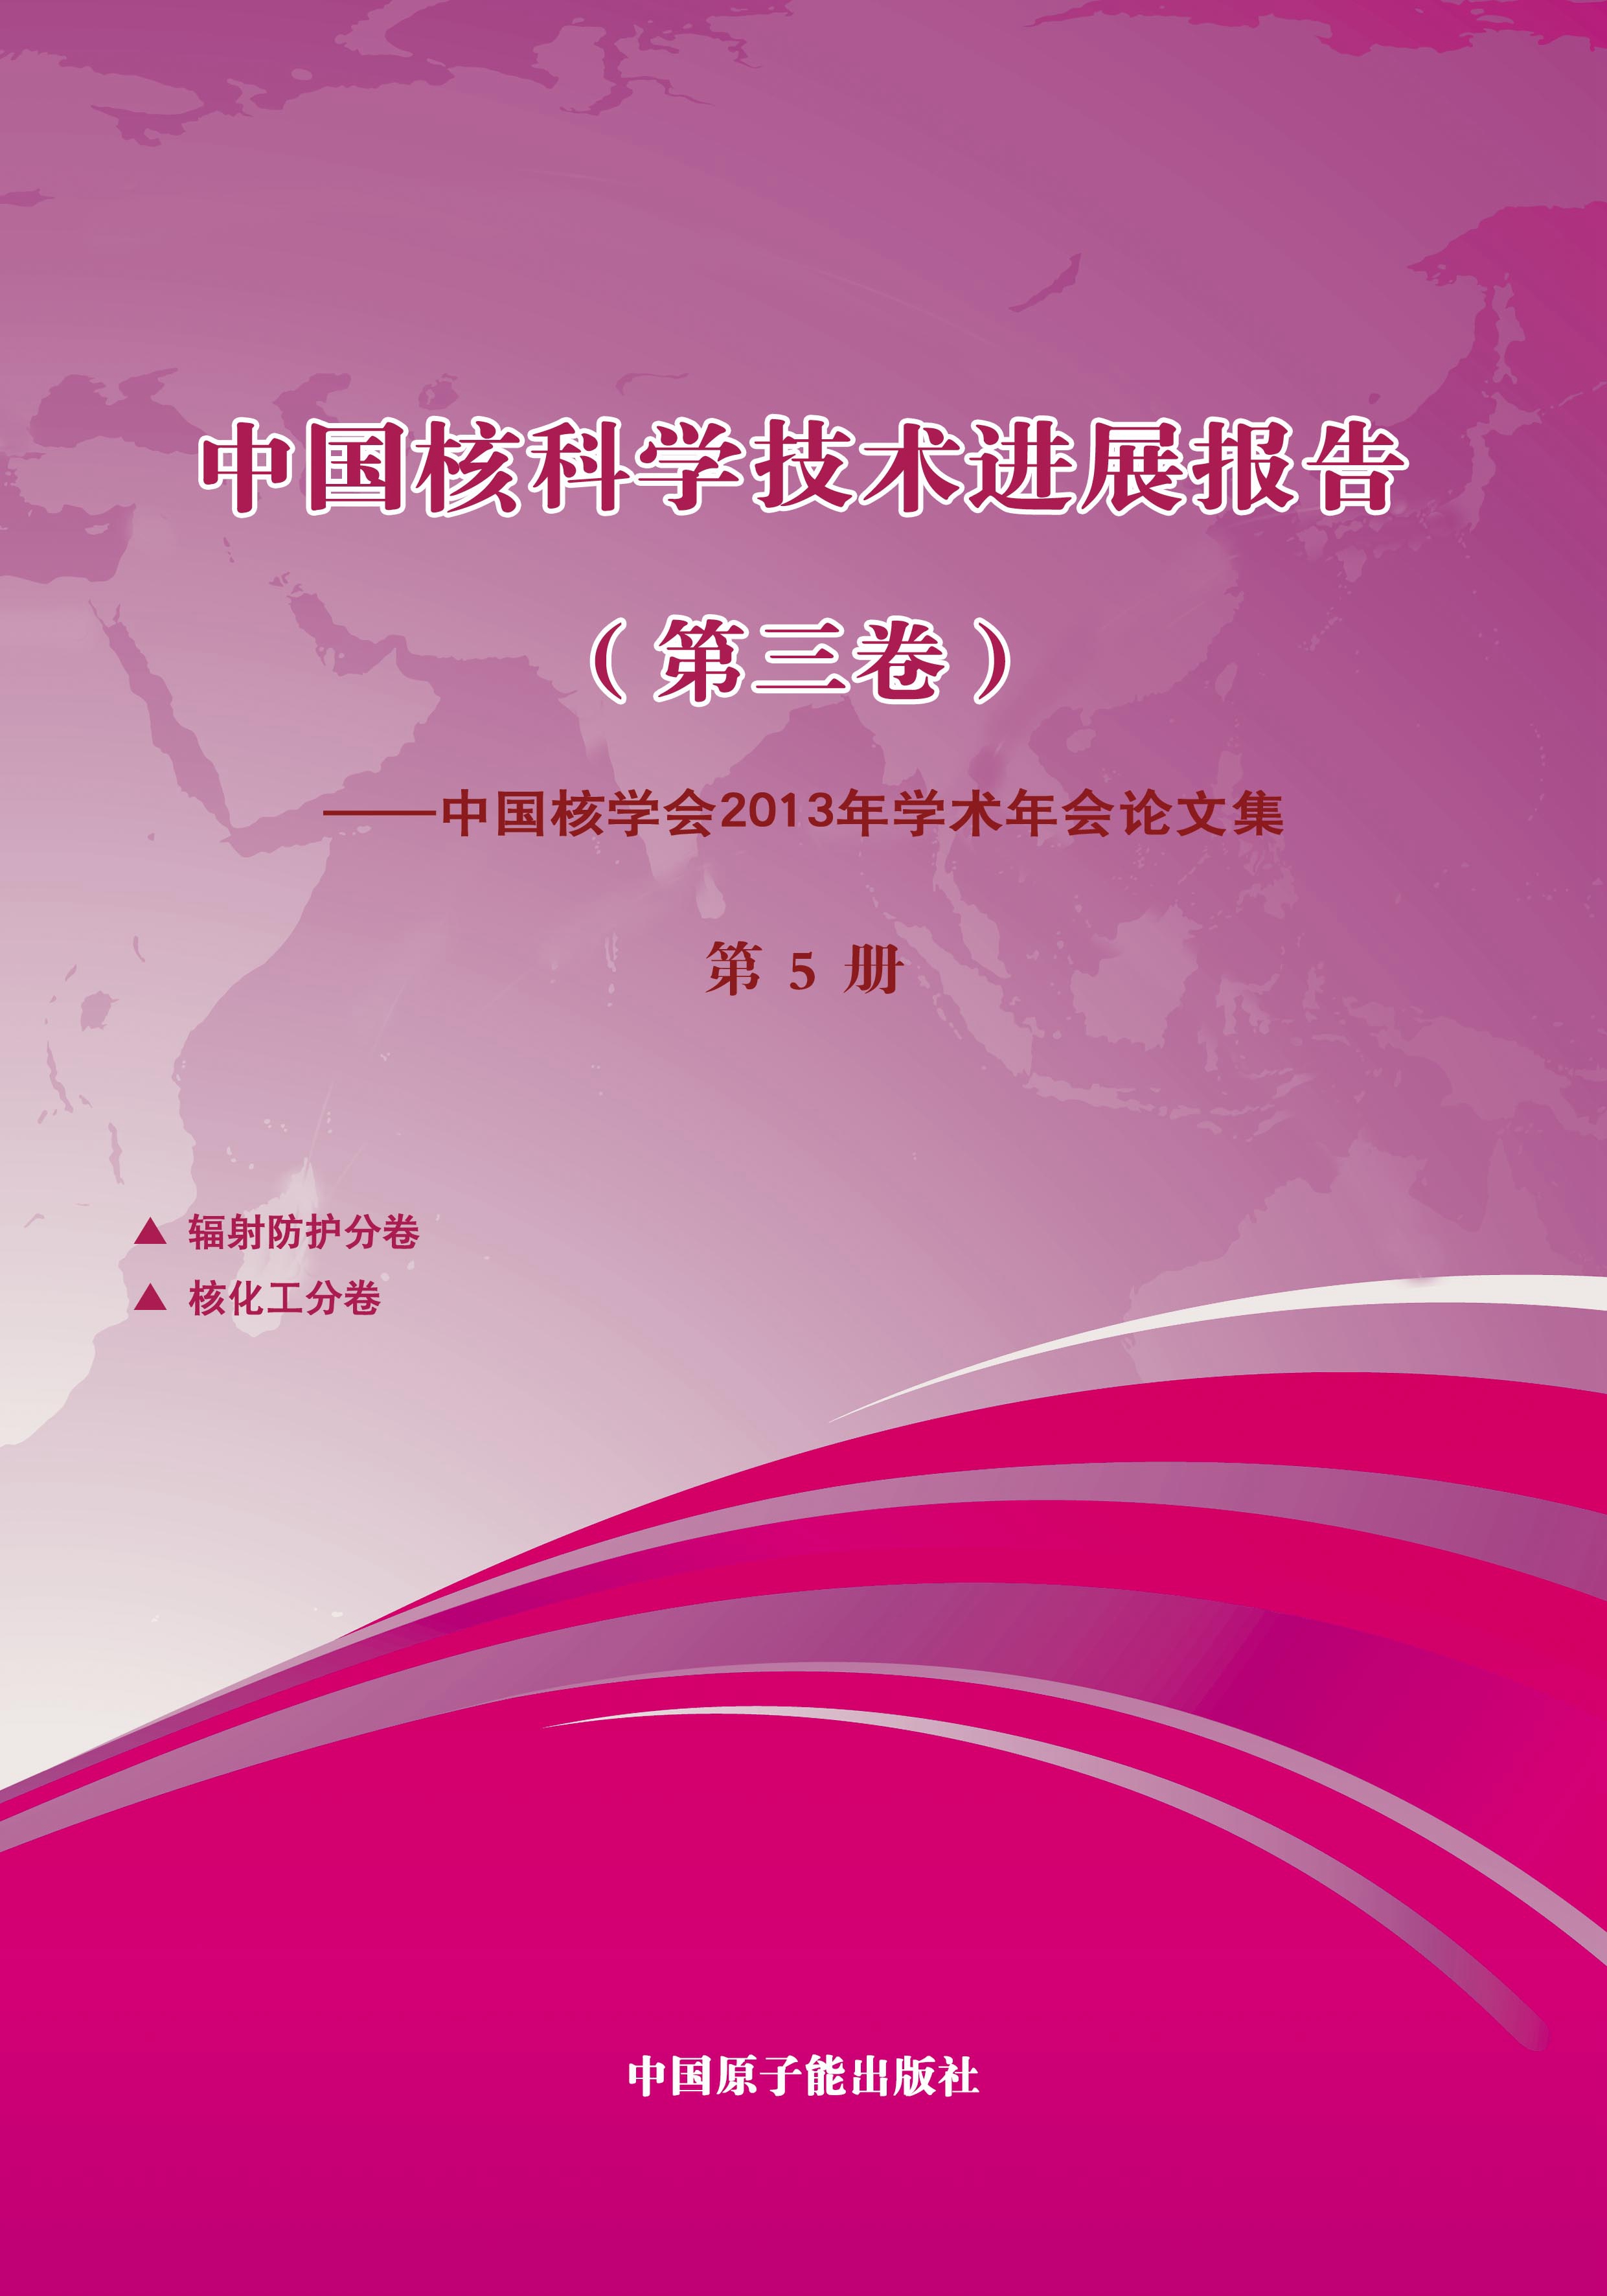 中国核科学技术进展报告
（第三卷）
——中国核学会2013年学术年会论文集
第 5 册
▲ 辐射防护分卷
▲ 核化工分卷
中国原子能出版社